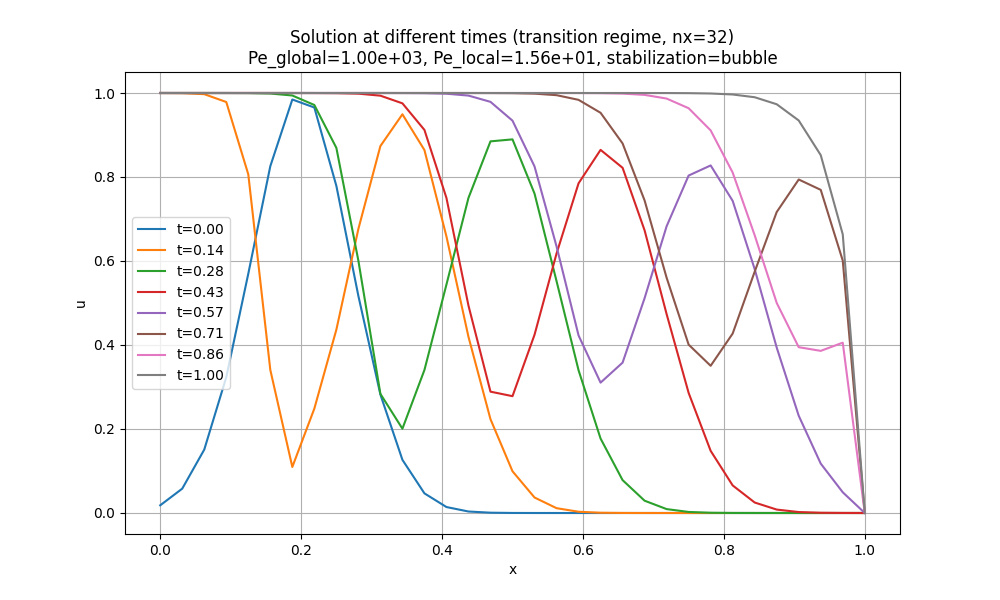 Solution at different times (transition regime, nx=32)
Pe_global=1.00e+03, Pe_local=1.56e+01, stabilization=bubble
1.0
0.8
0.6
0.4
0.2
0.0
u
t=0.00
t=0.14
t=0.28
t=0.43
t=0.57
t=0.71
t=0.86
t=1.00
0.0 0.2 0.4 0.6 0.8 1.0
x